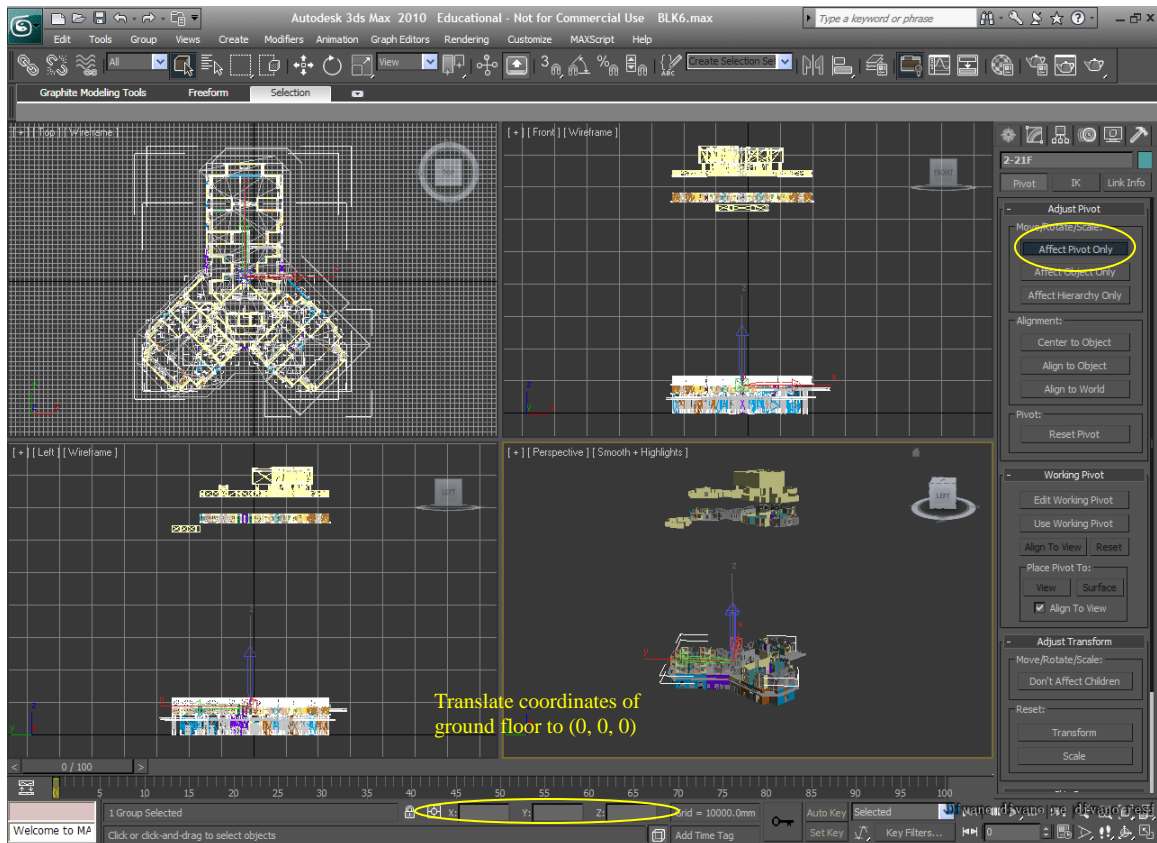 Autodesk 3ds Max 2010 Educational - Not for Commercial Use BLK6.max
Type a keyword or phrase
Edit Tools Group Views Create Modifiers Animation Graph Editors Rendering Customize MAXScript Help
All View Create Selection Se
Graphite Modeling Tools Freeform Selection
[ + ] [ Top ] [ Wireframe ]
TOP
[ + ] [ Front ] [ Wireframe ]
FRONT
[ + ] [ Left ] [ Wireframe ]
LEFT
[ + ] [ Perspective ] [ Smooth + Highlights ]
LEFT
Translate coordinates of
ground floor to (0, 0, 0)
2-21F
Pivot IK Link Info
- Adjust Pivot
Move/Rotate/Scale:
Affect Pivot Only
Affect Object Only
Affect Hierarchy Only
Alignment:
Center to Object
Align to Object
Align to World
Pivot:
Reset Pivot
- Working Pivot
Edit Working Pivot
Use Working Pivot
Align To View Reset
Place Pivot To:
View Surface
Align To View
- Adjust Transform
Move/Rotate/Scale:
Don't Affect Children
Reset:
Transform
Scale
< 0 / 100 >
0 5 10 15 20 25 30 35 40 45 50 55 60 65 70 75 80 85 90 95 100
1 Group Selected X: Y: Z: Grid = 10000.0mm Auto Key Selected
Welcome to MA Click or click-and-drag to select objects Add Time Tag Set Key Key Filters... 0